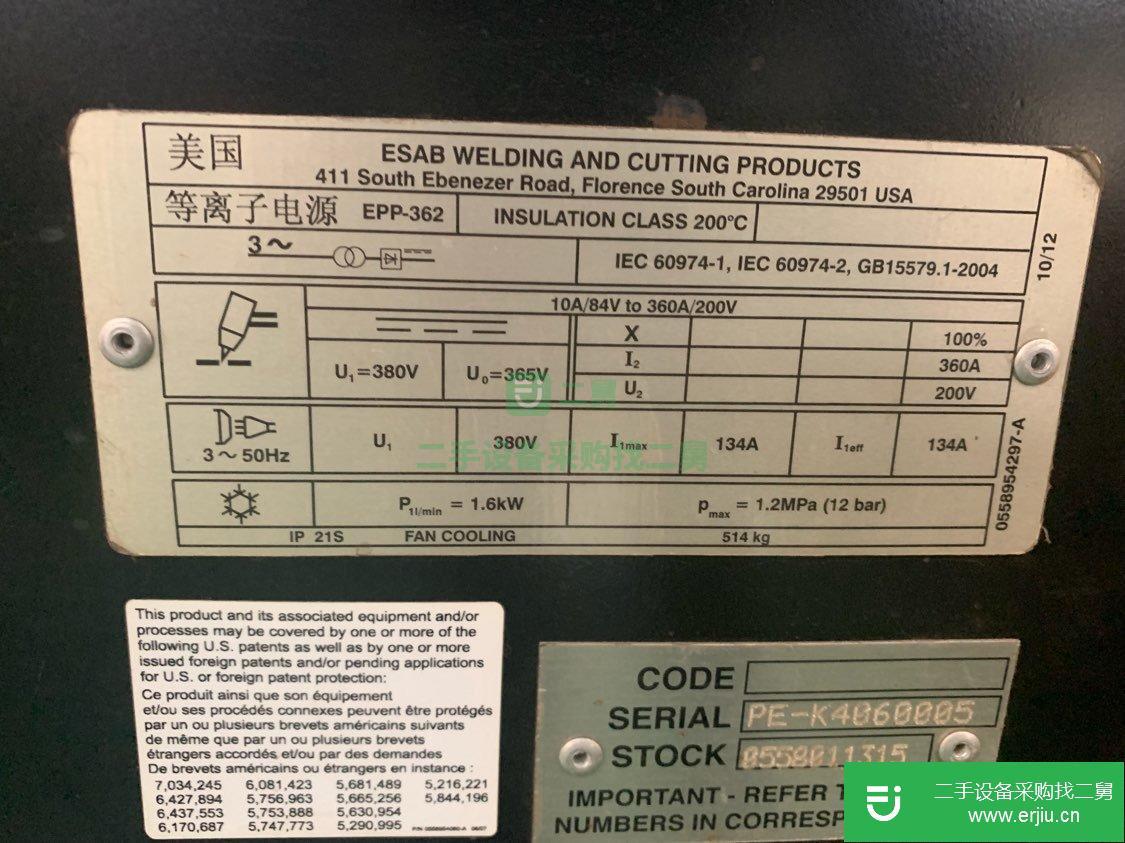 美国
ESAB WELDING AND CUTTING PRODUCTS
411 South Ebenezer Road, Florence South Carolina 29501 USA
等离子电源 EPP-362 INSULATION CLASS 200°C
3~ IEC 60974-1, IEC 60974-2, GB15579.1-2004
10/12
10A/84V to 360A/200V
X 100%
U₁=380V U₀=365V I₂ 360A
U₂ 200V
3~50Hz U₁ 380V I₁max 134A I₁eff 134A
二舅
二手设备采购找二舅
P₁l/min = 1.6kW pmax = 1.2MPa (12 bar)
IP 21S FAN COOLING 514 kg
0558954297-A
This product and its associated equipment and/or
processes may be covered by one or more of the
following U.S. patents as well as by one or more
issued foreign patents and/or pending applications
for U.S. or foreign patent protection:
Ce produit ainsi que son équipement
et/ou ses procédés connexes peuvent être protégés
par un ou plusieurs brevets américains suivants
de même que par un ou plusieurs brevets
étrangers accordés et/ou par des demandes
De brevets américains ou étrangers en instance :
7,034,245 6,081,423 5,681,489 5,216,221
6,427,894 5,756,963 5,665,256 5,844,196
6,437,553 5,753,888 5,630,954
6,170,687 5,747,773 5,290,995
CODE
SERIAL PE-K4060005
STOCK 0558011315
IMPORTANT - REFER
NUMBERS IN
二手设备采购找二舅
www.erjiu.cn